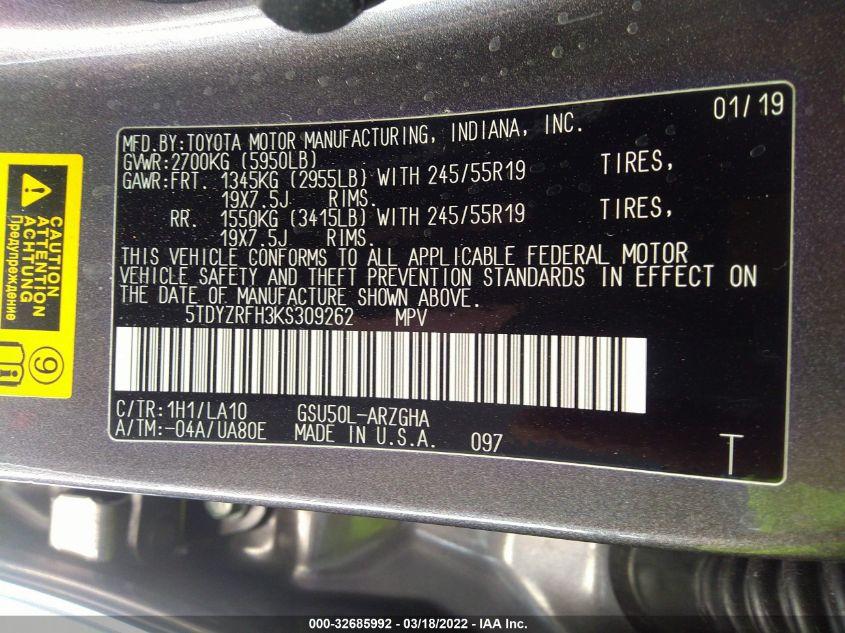 01/19
MFD.BY:TOYOTA MOTOR MANUFACTURING, INDIANA, INC.
GVWR:2700KG (5950LB)
GAWR:FRT. 1345KG (2955LB) WITH 245/55R19 TIRES,
19X7.5J RIMS.
RR. 1550KG (3415LB) WITH 245/55R19 TIRES,
19X7.5J RIMS.
THIS VEHICLE CONFORMS TO ALL APPLICABLE FEDERAL MOTOR
VEHICLE SAFETY AND THEFT PREVENTION STANDARDS IN EFFECT ON
THE DATE OF MANUFACTURE SHOWN ABOVE.
5TDYZRFH3KS309262 MPV
C/TR:1H1/LA10 GSU50L-ARZGHA
A/TM:-04A/UA80E MADE IN U.S.A. 097
T
CAUTION
ATTENTION
ACHTUNG
Предупреждение
9
000-32685992 - 03/18/2022 - IAA Inc.